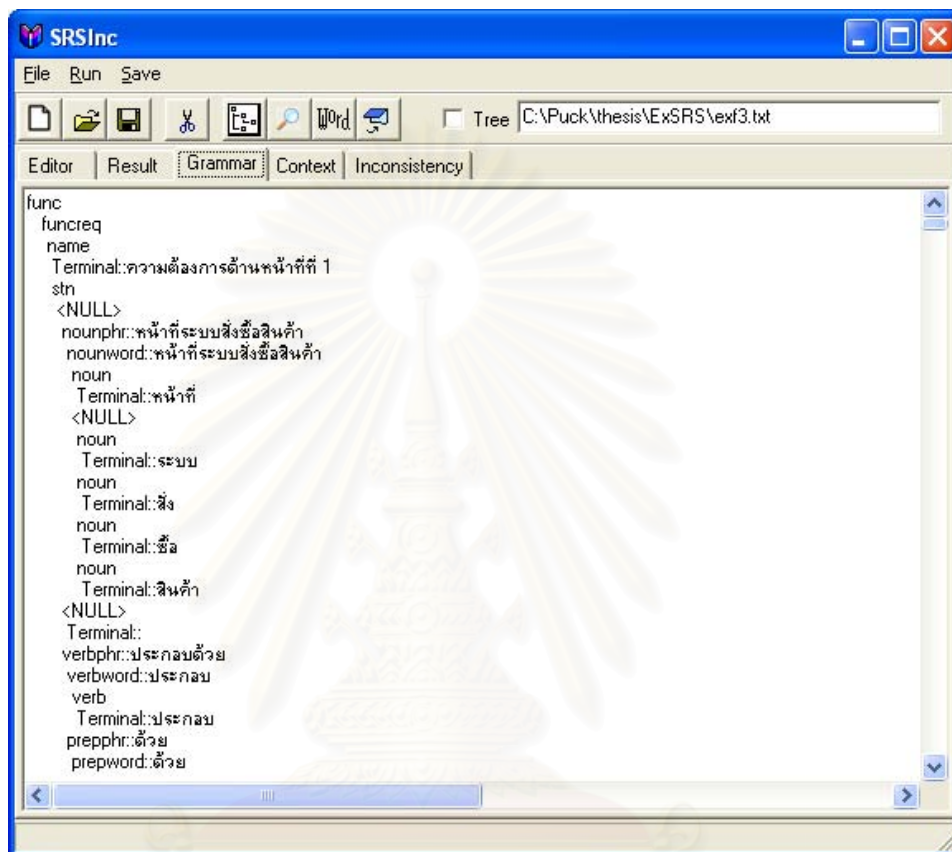 SRSInc
File Run Save
Word Tree C:\Puck\thesis\ExSRS\exf3.txt
Editor Result Grammar Context Inconsistency
func
funcreq
name
Terminal::ความต้องการด้านหน้าที่ที่ 1
stn
<NULL>
nounphr::หน้าที่ระบบสั่งซื้อสินค้า
nounword::หน้าที่ระบบสั่งซื้อสินค้า
noun
Terminal::หน้าที่
<NULL>
noun
Terminal::ระบบ
noun
Terminal::สั่ง
noun
Terminal::ซื้อ
noun
Terminal::สินค้า
<NULL>
Terminal::
verbphr::ประกอบด้วย
verbword::ประกอบ
verb
Terminal::ประกอบ
prepphr::ด้วย
prepword::ด้วย